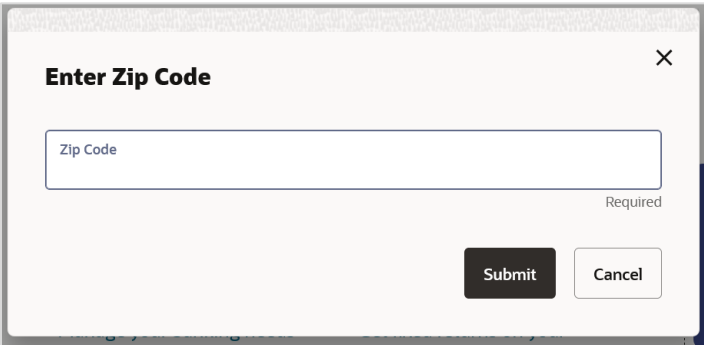 Enter Zip Code
Zip Code
Required
Submit
Cancel